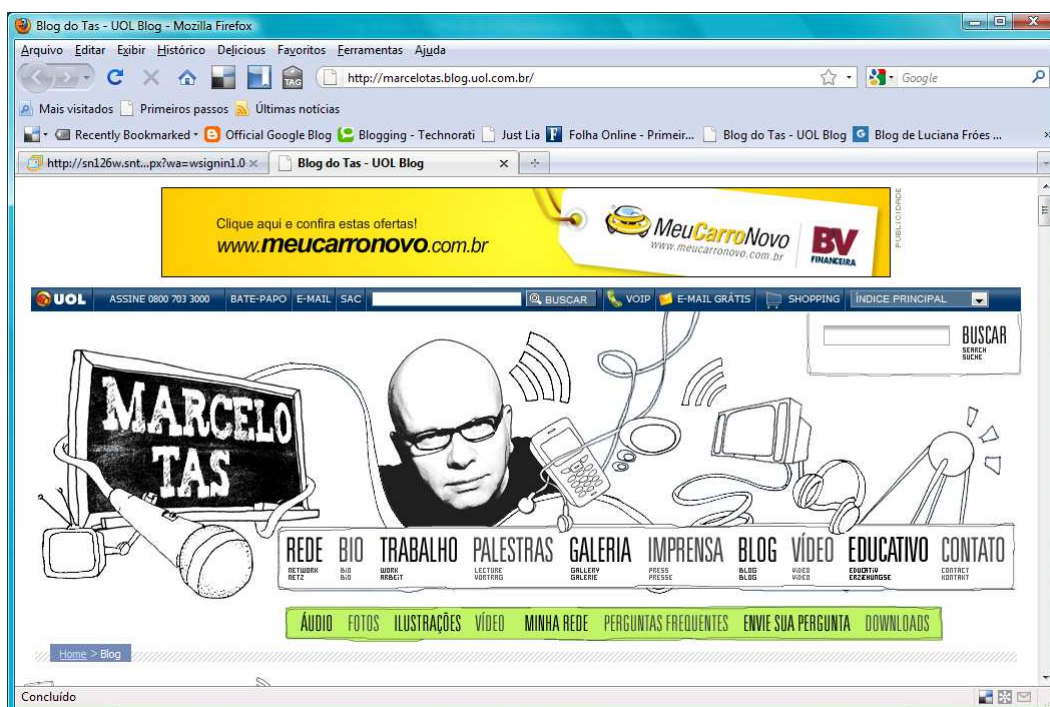 Blog do Tas - UOL Blog - Mozilla Firefox
Arquivo Editar Exibir Histórico Delicious Favoritos Ferramentas Ajuda
TAG http://marcelotas.blog.uol.com.br/ Google
Mais visitados Primeiros passos Últimas notícias
Recently Bookmarked Official Google Blog Blogging - Technorati Just Lia F Folha Online - Primeir... Blog do Tas - UOL Blog Blog de Luciana Fróes ... »
http://sn126w.snt...px?wa=wsignin1.0 Blog do Tas - UOL Blog
Clique aqui e confira estas ofertas!
www.meucarronovo.com.br
MeuCarroNovo
www.meucarronovo.com.br
BV
FINANCEIRA
PUBLICIDADE
UOL ASSINE 0800 703 3000 BATE-PAPO E-MAIL SAC BUSCAR VOIP E-MAIL GRÁTIS SHOPPING ÍNDICE PRINCIPAL
BUSCAR
SEARCH
SUCHE
MARCELO
TAS
REDE BIO TRABALHO PALESTRAS GALERIA IMPRENSA BLOG VÍDEO EDUCATIVO CONTATO
NETWORK BIO WORK LECTURE GALLERY PRESS BLOG VIDEO EDUCATIV CONTACT
NETZ BIO ARBEIT VORTRAG GALERIE PRESSE BLOG VIDEO ERZIEHUNGSE KONTAKT
ÁUDIO FOTOS ILUSTRAÇÕES VÍDEO MINHA REDE PERGUNTAS FREQUENTES ENVIE SUA PERGUNTA DOWNLOADS
Home > Blog
Concluído